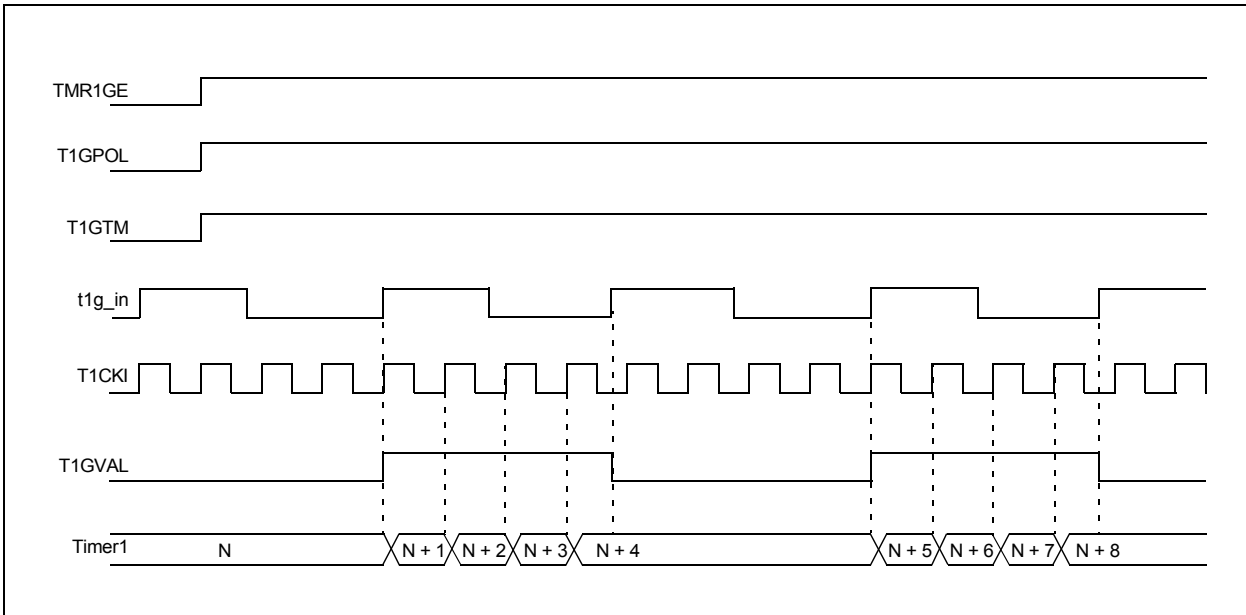 TMR1GE
T1GPOL
T1GTM
t1g_in
T1CKI
T1GVAL
Timer1 N N + 1 N + 2 N + 3 N + 4 N + 5 N + 6 N + 7 N + 8